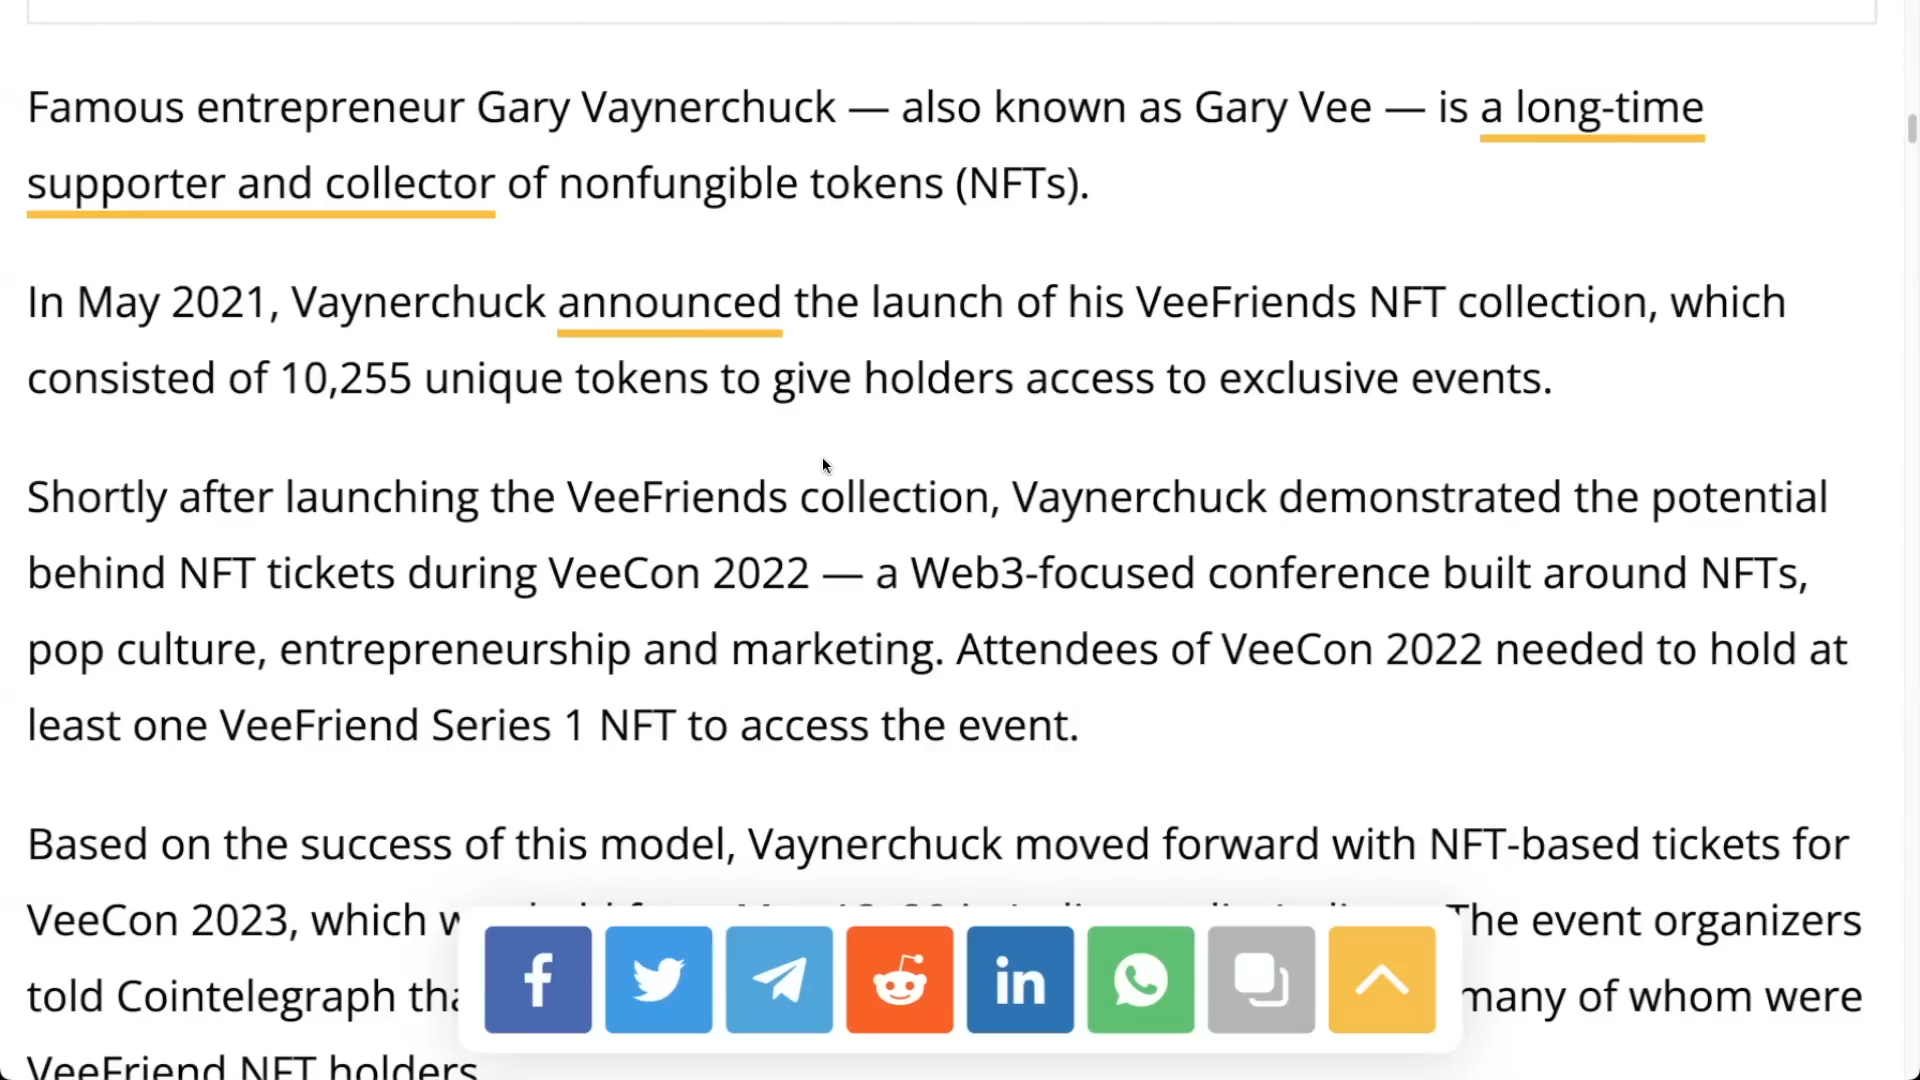 Famous entrepreneur Gary Vaynerchuck — also known as Gary Vee — is a long-time
supporter and collector of nonfungible tokens (NFTs).
In May 2021, Vaynerchuck announced the launch of his VeeFriends NFT collection, which
consisted of 10,255 unique tokens to give holders access to exclusive events.
Shortly after launching the VeeFriends collection, Vaynerchuck demonstrated the potential
behind NFT tickets during VeeCon 2022 — a Web3-focused conference built around NFTs,
pop culture, entrepreneurship and marketing. Attendees of VeeCon 2022 needed to hold at
least one VeeFriend Series 1 NFT to access the event.
Based on the success of this model, Vaynerchuck moved forward with NFT-based tickets for
VeeCon 2023, which The event organizers
told Cointelegraph many of whom were
VeeFriend NFT holders